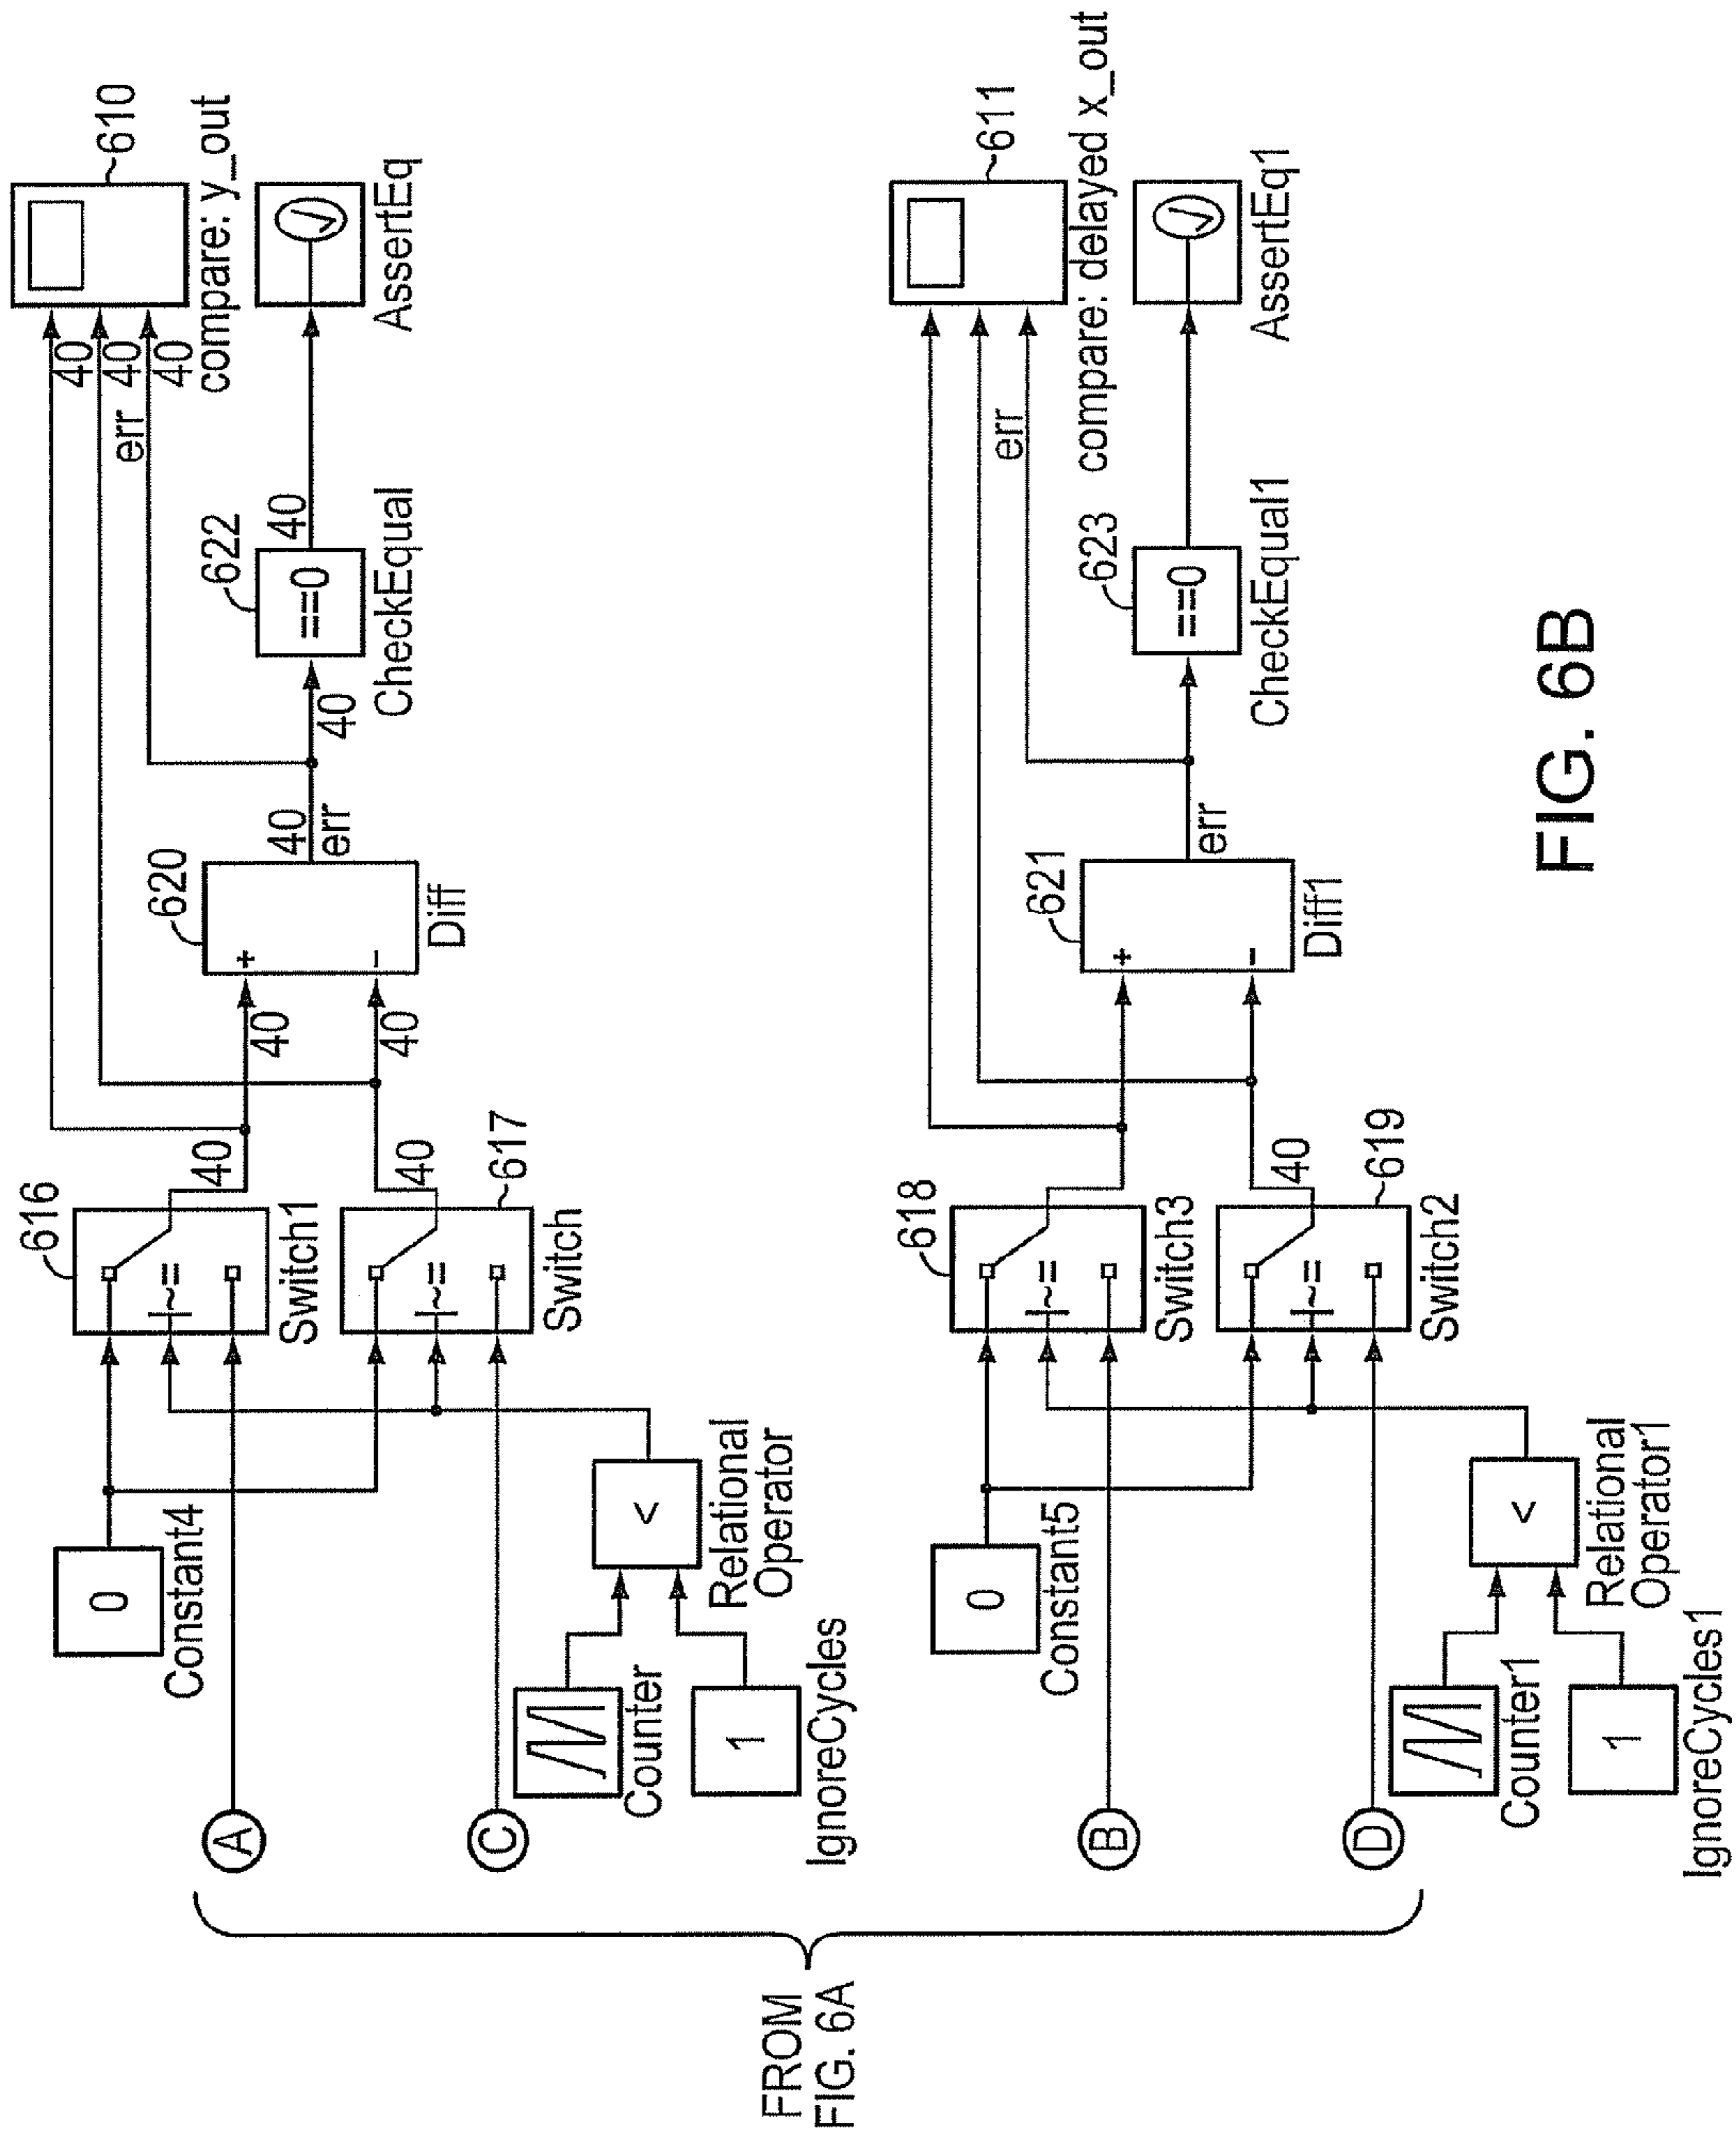 FROM
FIG. 6A
A
C
B
D
0
Constant4
616
~=
Switch1
40
~=
Switch
617
40
Counter
1
IgnoreCycles
<
Relational
Operator
40
40
+
-
620
Diff
40
err
40
622
==0
CheckEqual
40
err
40
40
40
610
compare: y_out
AssertEq
0
Constant5
618
~=
Switch3
~=
Switch2
619
40
Counter1
1
IgnoreCycles1
<
Relational
Operator1
+
-
621
Diff1
err
623
==0
CheckEqual1
err
611
compare: delayed x_out
AssertEq1
FIG. 6B